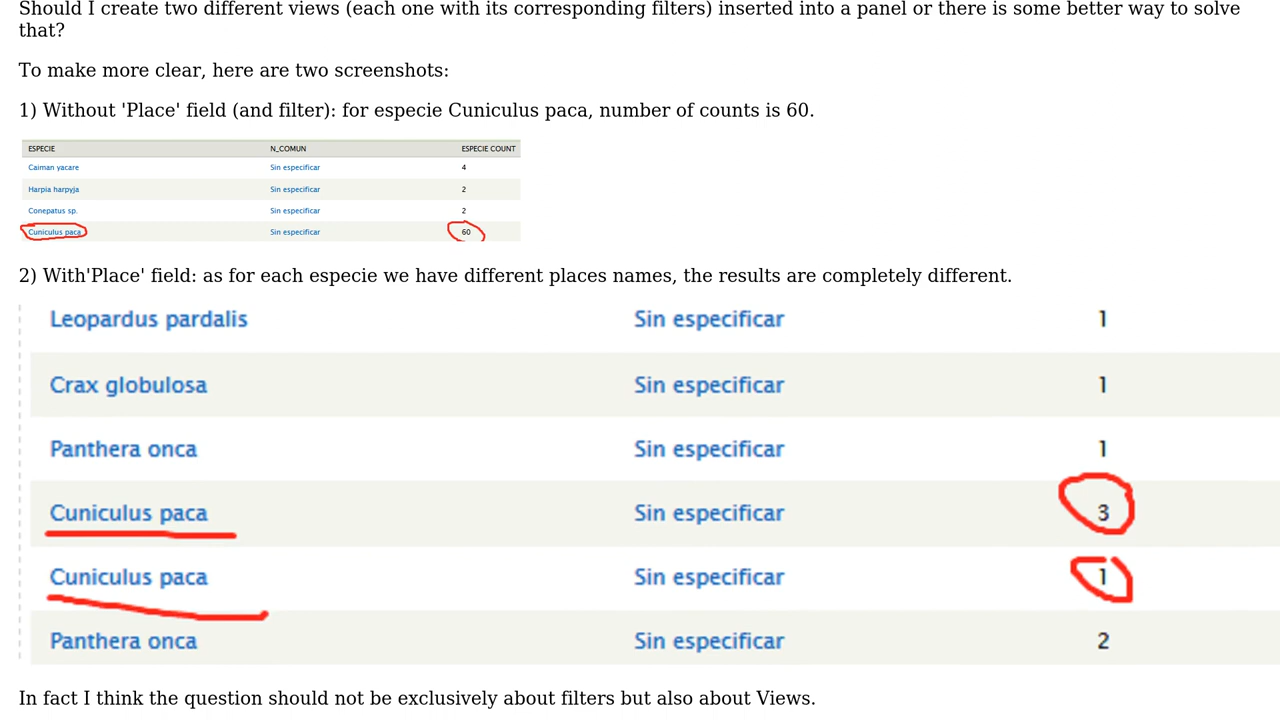 Should I create two different views (each one with its corresponding filters) inserted into a panel or there is some better way to solve
that?
To make more clear, here are two screenshots:
1) Without 'Place' field (and filter): for especie Cuniculus paca, number of counts is 60.
ESPECIE N_COMUN ESPECIE COUNT
Caiman yacare Sin especificar 4
Harpia harpyja Sin especificar 2
Conepatus sp. Sin especificar 2
Cuniculus paca Sin especificar 60
2) With'Place' field: as for each especie we have different places names, the results are completely different.
Leopardus pardalis Sin especificar 1
Crax globulosa Sin especificar 1
Panthera onca Sin especificar 1
Cuniculus paca Sin especificar 3
Cuniculus paca Sin especificar 1
Panthera onca Sin especificar 2
In fact I think the question should not be exclusively about filters but also about Views.